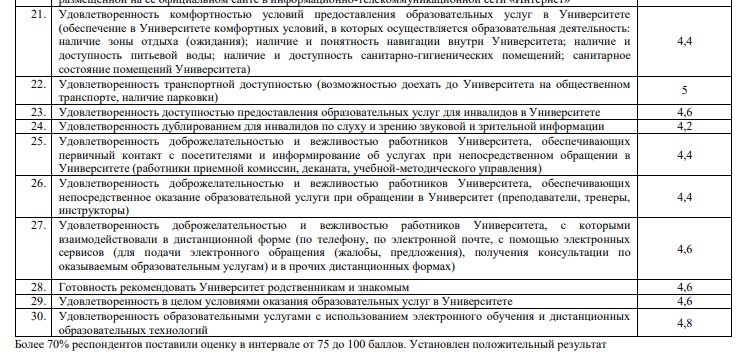 размещенной на ее официальном сайте в информационно-телекоммуникационной сети «Интернет»
21. Удовлетворенность комфортностью условий предоставления образовательных услуг в Университете
(обеспечение в Университете комфортных условий, в которых осуществляется образовательная деятельность:
наличие зоны отдыха (ожидания); наличие и понятность навигации внутри Университета; наличие и
доступность питьевой воды; наличие и доступность санитарно-гигиенических помещений; санитарное
состояние помещений Университета)
4,4
22. Удовлетворенность транспортной доступностью (возможностью доехать до Университета на общественном
транспорте, наличие парковки)
5
23. Удовлетворенность доступностью предоставления образовательных услуг для инвалидов в Университете 4,6
24. Удовлетворенность дублированием для инвалидов по слуху и зрению звуковой и зрительной информации 4,2
25. Удовлетворенность доброжелательностью и вежливостью работников Университета, обеспечивающих
первичный контакт с посетителями и информирование об услугах при непосредственном обращении в
Университете (работники приемной комиссии, деканата, учебной-методического управления)
4,4
26. Удовлетворенность доброжелательностью и вежливостью работников Университета, обеспечивающих
непосредственное оказание образовательной услуги при обращении в Университет (преподаватели, тренеры,
инструкторы)
4,4
27. Удовлетворенность доброжелательностью и вежливостью работников Университета, с которыми
взаимодействовали в дистанционной форме (по телефону, по электронной почте, с помощью электронных
сервисов (для подачи электронного обращения (жалобы, предложения), получения консультации по
оказываемым образовательным услугам) и в прочих дистанционных формах)
4,6
28. Готовность рекомендовать Университет родственникам и знакомым 4,6
29. Удовлетворенность в целом условиями оказания образовательных услуг в Университете 4,6
30. Удовлетворенность образовательными услугами с использованием электронного обучения и дистанционных
образовательных технологий
4,8
Более 70% респондентов поставили оценку в интервале от 75 до 100 баллов. Установлен положительный результат